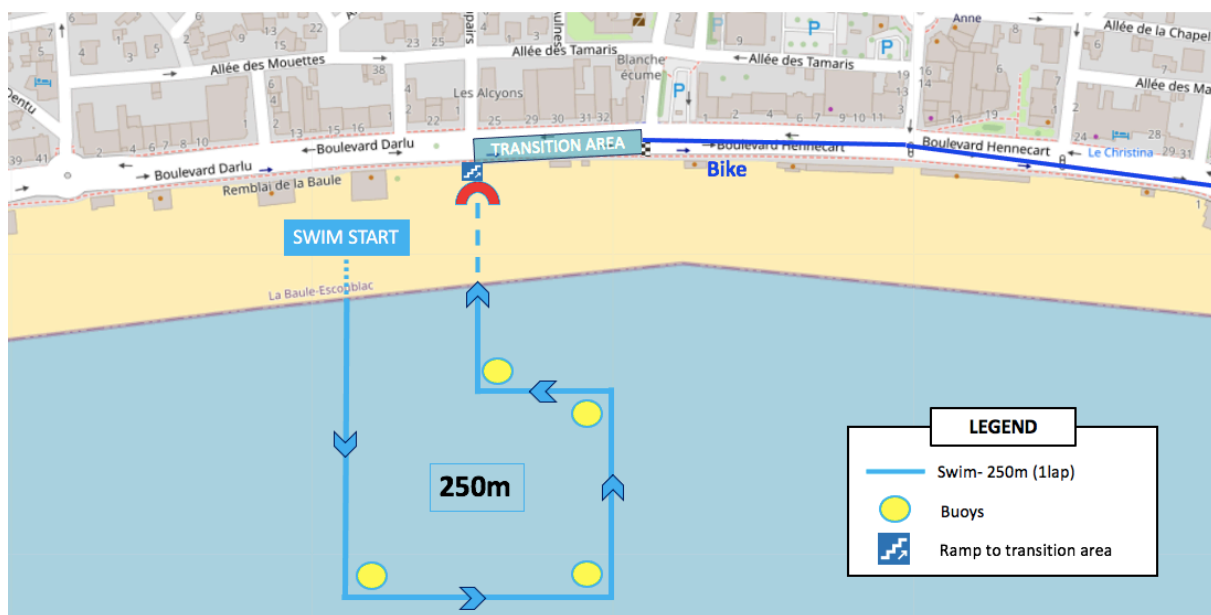 Anne
Allée de la Chapel
Allée des Tamaris
Allée des Mouettes
Blanche
écume
Allée des Tamaris
Allée des Ma
Les Alcyons
TRANSITION AREA
Boulevard Darlu
Boulevard Hennecart
Boulevard Hennecart
Le Christina
Boulevard Darlu
Bike
Remblai de la Baule
SWIM START
La Baule-Escoublac
250m
LEGEND
Swim- 250m (1lap)
Buoys
Ramp to transition area